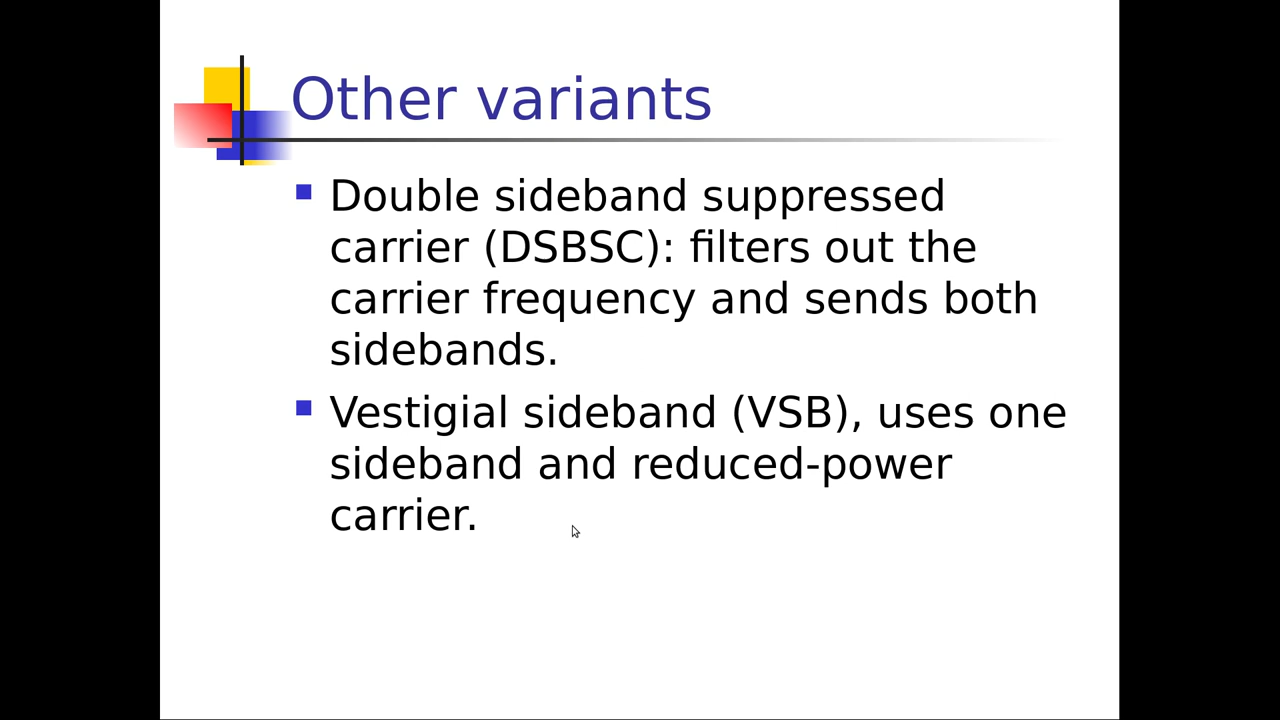 Other variants
Double sideband suppressed
carrier (DSBSC): filters out the
carrier frequency and sends both
sidebands.
Vestigial sideband (VSB), uses one
sideband and reduced-power
carrier.